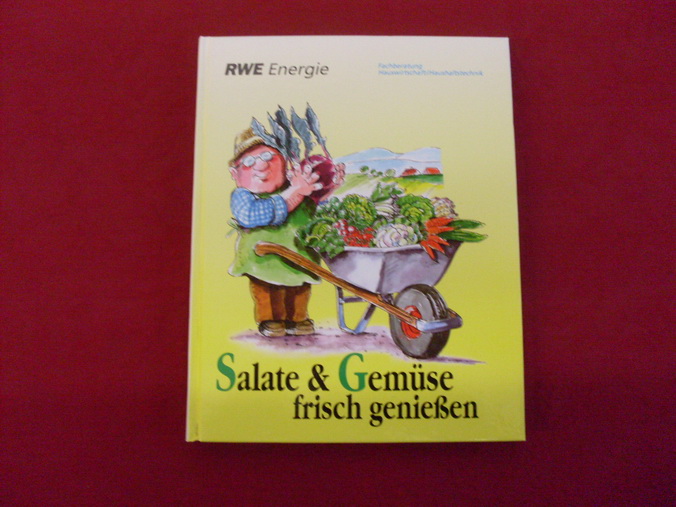 RWE Energie
Fachberatung
Hauswirtschaft/Haushaltstechnik
Salate & Gemüse
frisch genießen